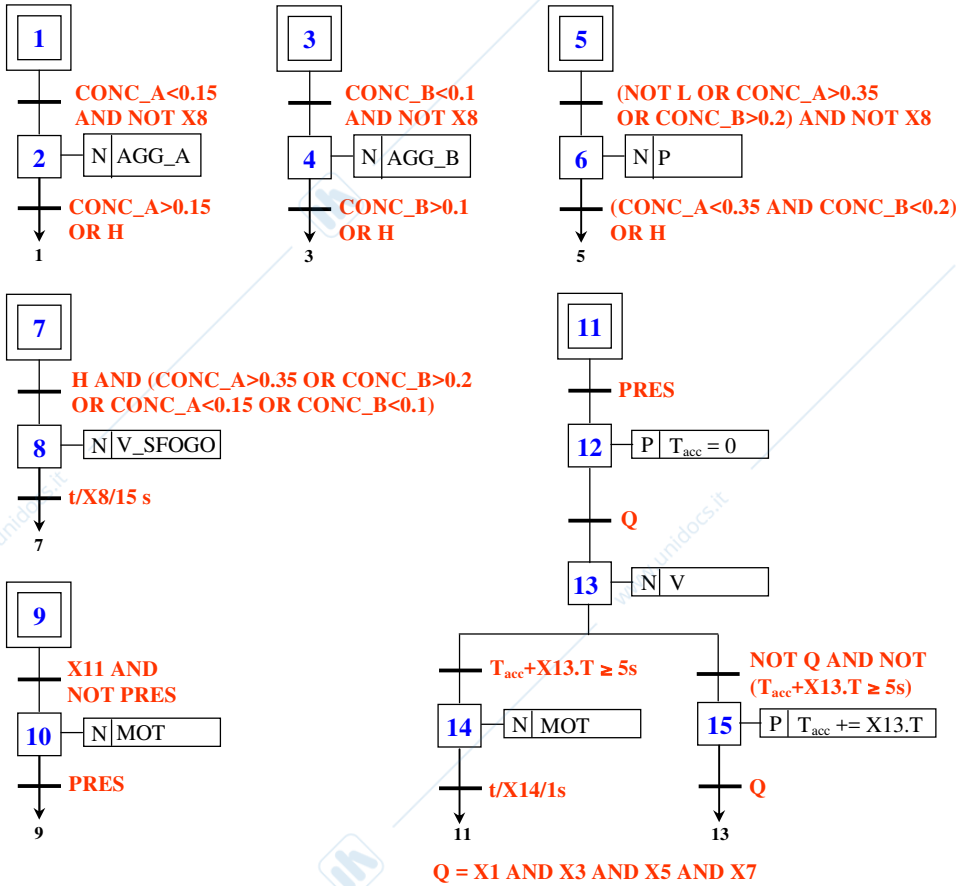 1
CONC_A<0.15
AND NOT X8
2
N AGG_A
CONC_A>0.15
OR H
1
3
CONC_B<0.1
AND NOT X8
4
N AGG_B
CONC_B>0.1
OR H
3
5
(NOT L OR CONC_A>0.35
OR CONC_B>0.2) AND NOT X8
6
N P
(CONC_A<0.35 AND CONC_B<0.2)
OR H
5
7
H AND (CONC_A>0.35 OR CONC_B>0.2
OR CONC_A<0.15 OR CONC_B<0.1)
8
N V_SFOGO
t/X8/15 s
7
9
X11 AND
NOT PRES
10
N MOT
PRES
9
11
PRES
12
P Tacc = 0
Q
13
N V
Tacc+X13.T ≥ 5s
14
N MOT
t/X14/1s
11
NOT Q AND NOT
(Tacc+X13.T ≥ 5s)
15
P Tacc += X13.T
Q
13
Q = X1 AND X3 AND X5 AND X7
unidocs.it
www.unidocs.it